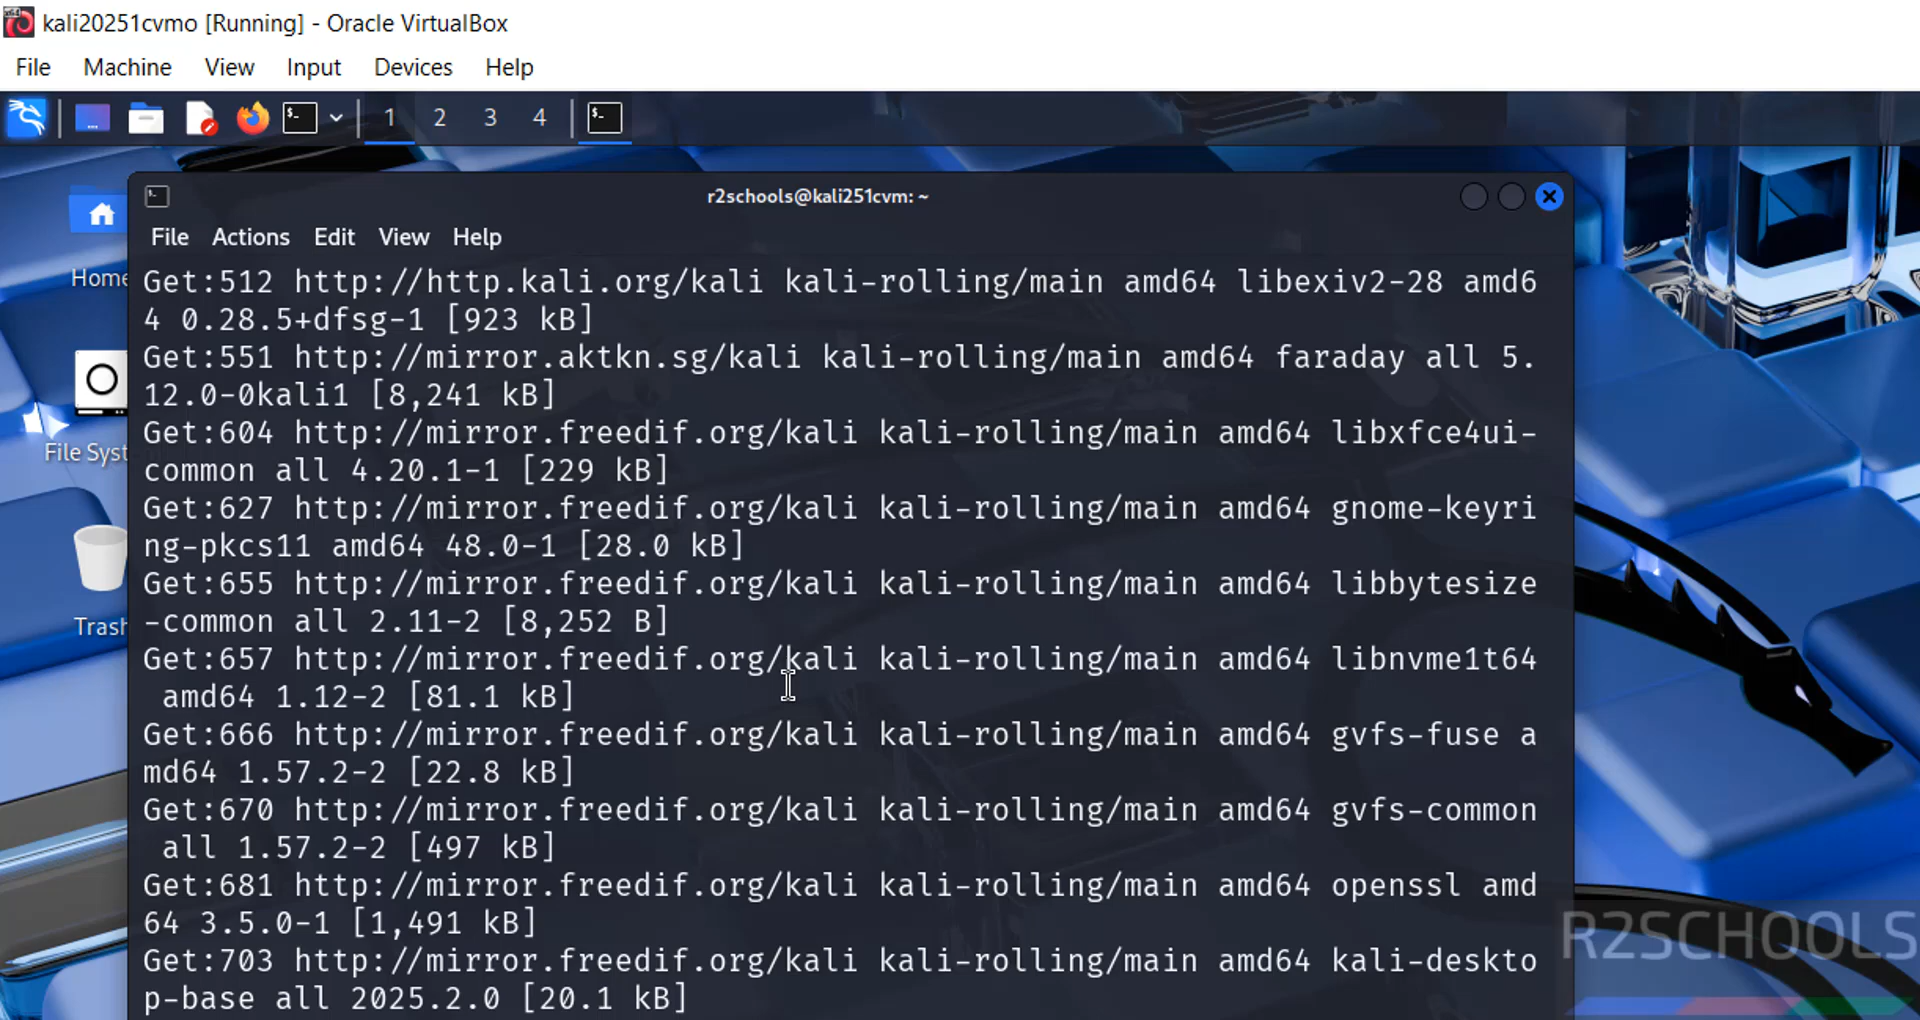 kali20251cvmo [Running] - Oracle VirtualBox
File Machine View Input Devices Help
1 2 3 4
r2schools@kali251cvm: ~
File Actions Edit View Help
Home
File Syst
Trash
Get:512 http://http.kali.org/kali kali-rolling/main amd64 libexiv2-28 amd6
4 0.28.5+dfsg-1 [923 kB]
Get:551 http://mirror.aktkn.sg/kali kali-rolling/main amd64 faraday all 5.
12.0-0kali1 [8,241 kB]
Get:604 http://mirror.freedif.org/kali kali-rolling/main amd64 libxfce4ui-
common all 4.20.1-1 [229 kB]
Get:627 http://mirror.freedif.org/kali kali-rolling/main amd64 gnome-keyri
ng-pkcs11 amd64 48.0-1 [28.0 kB]
Get:655 http://mirror.freedif.org/kali kali-rolling/main amd64 libbytesize
-common all 2.11-2 [8,252 B]
Get:657 http://mirror.freedif.org/kali kali-rolling/main amd64 libnvme1t64
 amd64 1.12-2 [81.1 kB]
Get:666 http://mirror.freedif.org/kali kali-rolling/main amd64 gvfs-fuse a
md64 1.57.2-2 [22.8 kB]
Get:670 http://mirror.freedif.org/kali kali-rolling/main amd64 gvfs-common
 all 1.57.2-2 [497 kB]
Get:681 http://mirror.freedif.org/kali kali-rolling/main amd64 openssl amd
64 3.5.0-1 [1,491 kB]
Get:703 http://mirror.freedif.org/kali kali-rolling/main amd64 kali-deskto
p-base all 2025.2.0 [20.1 kB]
R2SCHOOLS